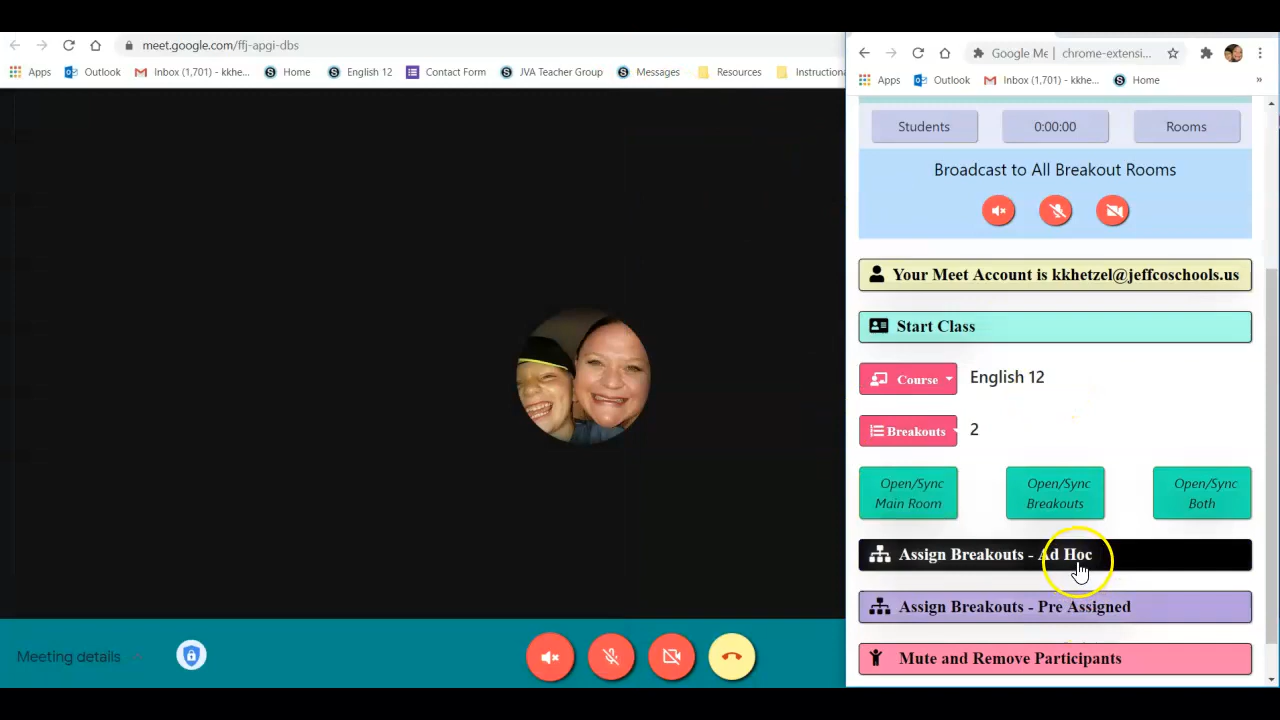 meet.google.com/ffj-apgi-dbs
Apps Outlook Inbox (1,701) - kkhe... Home English 12 Contact Form JVA Teacher Group Messages Resources Instructiona
Meeting details
Google Me | chrome-extensi...
Apps Outlook Inbox (1,701) - kke... Home »
Students 0:00:00 Rooms
Broadcast to All Breakout Rooms
Your Meet Account is kkhetzel@jeffcoschools.us
Start Class
Course English 12
Breakouts 2
Open/Sync Main Room
Open/Sync Breakouts
Open/Sync Both
Assign Breakouts - Ad Hoc
Assign Breakouts - Pre Assigned
Mute and Remove Participants